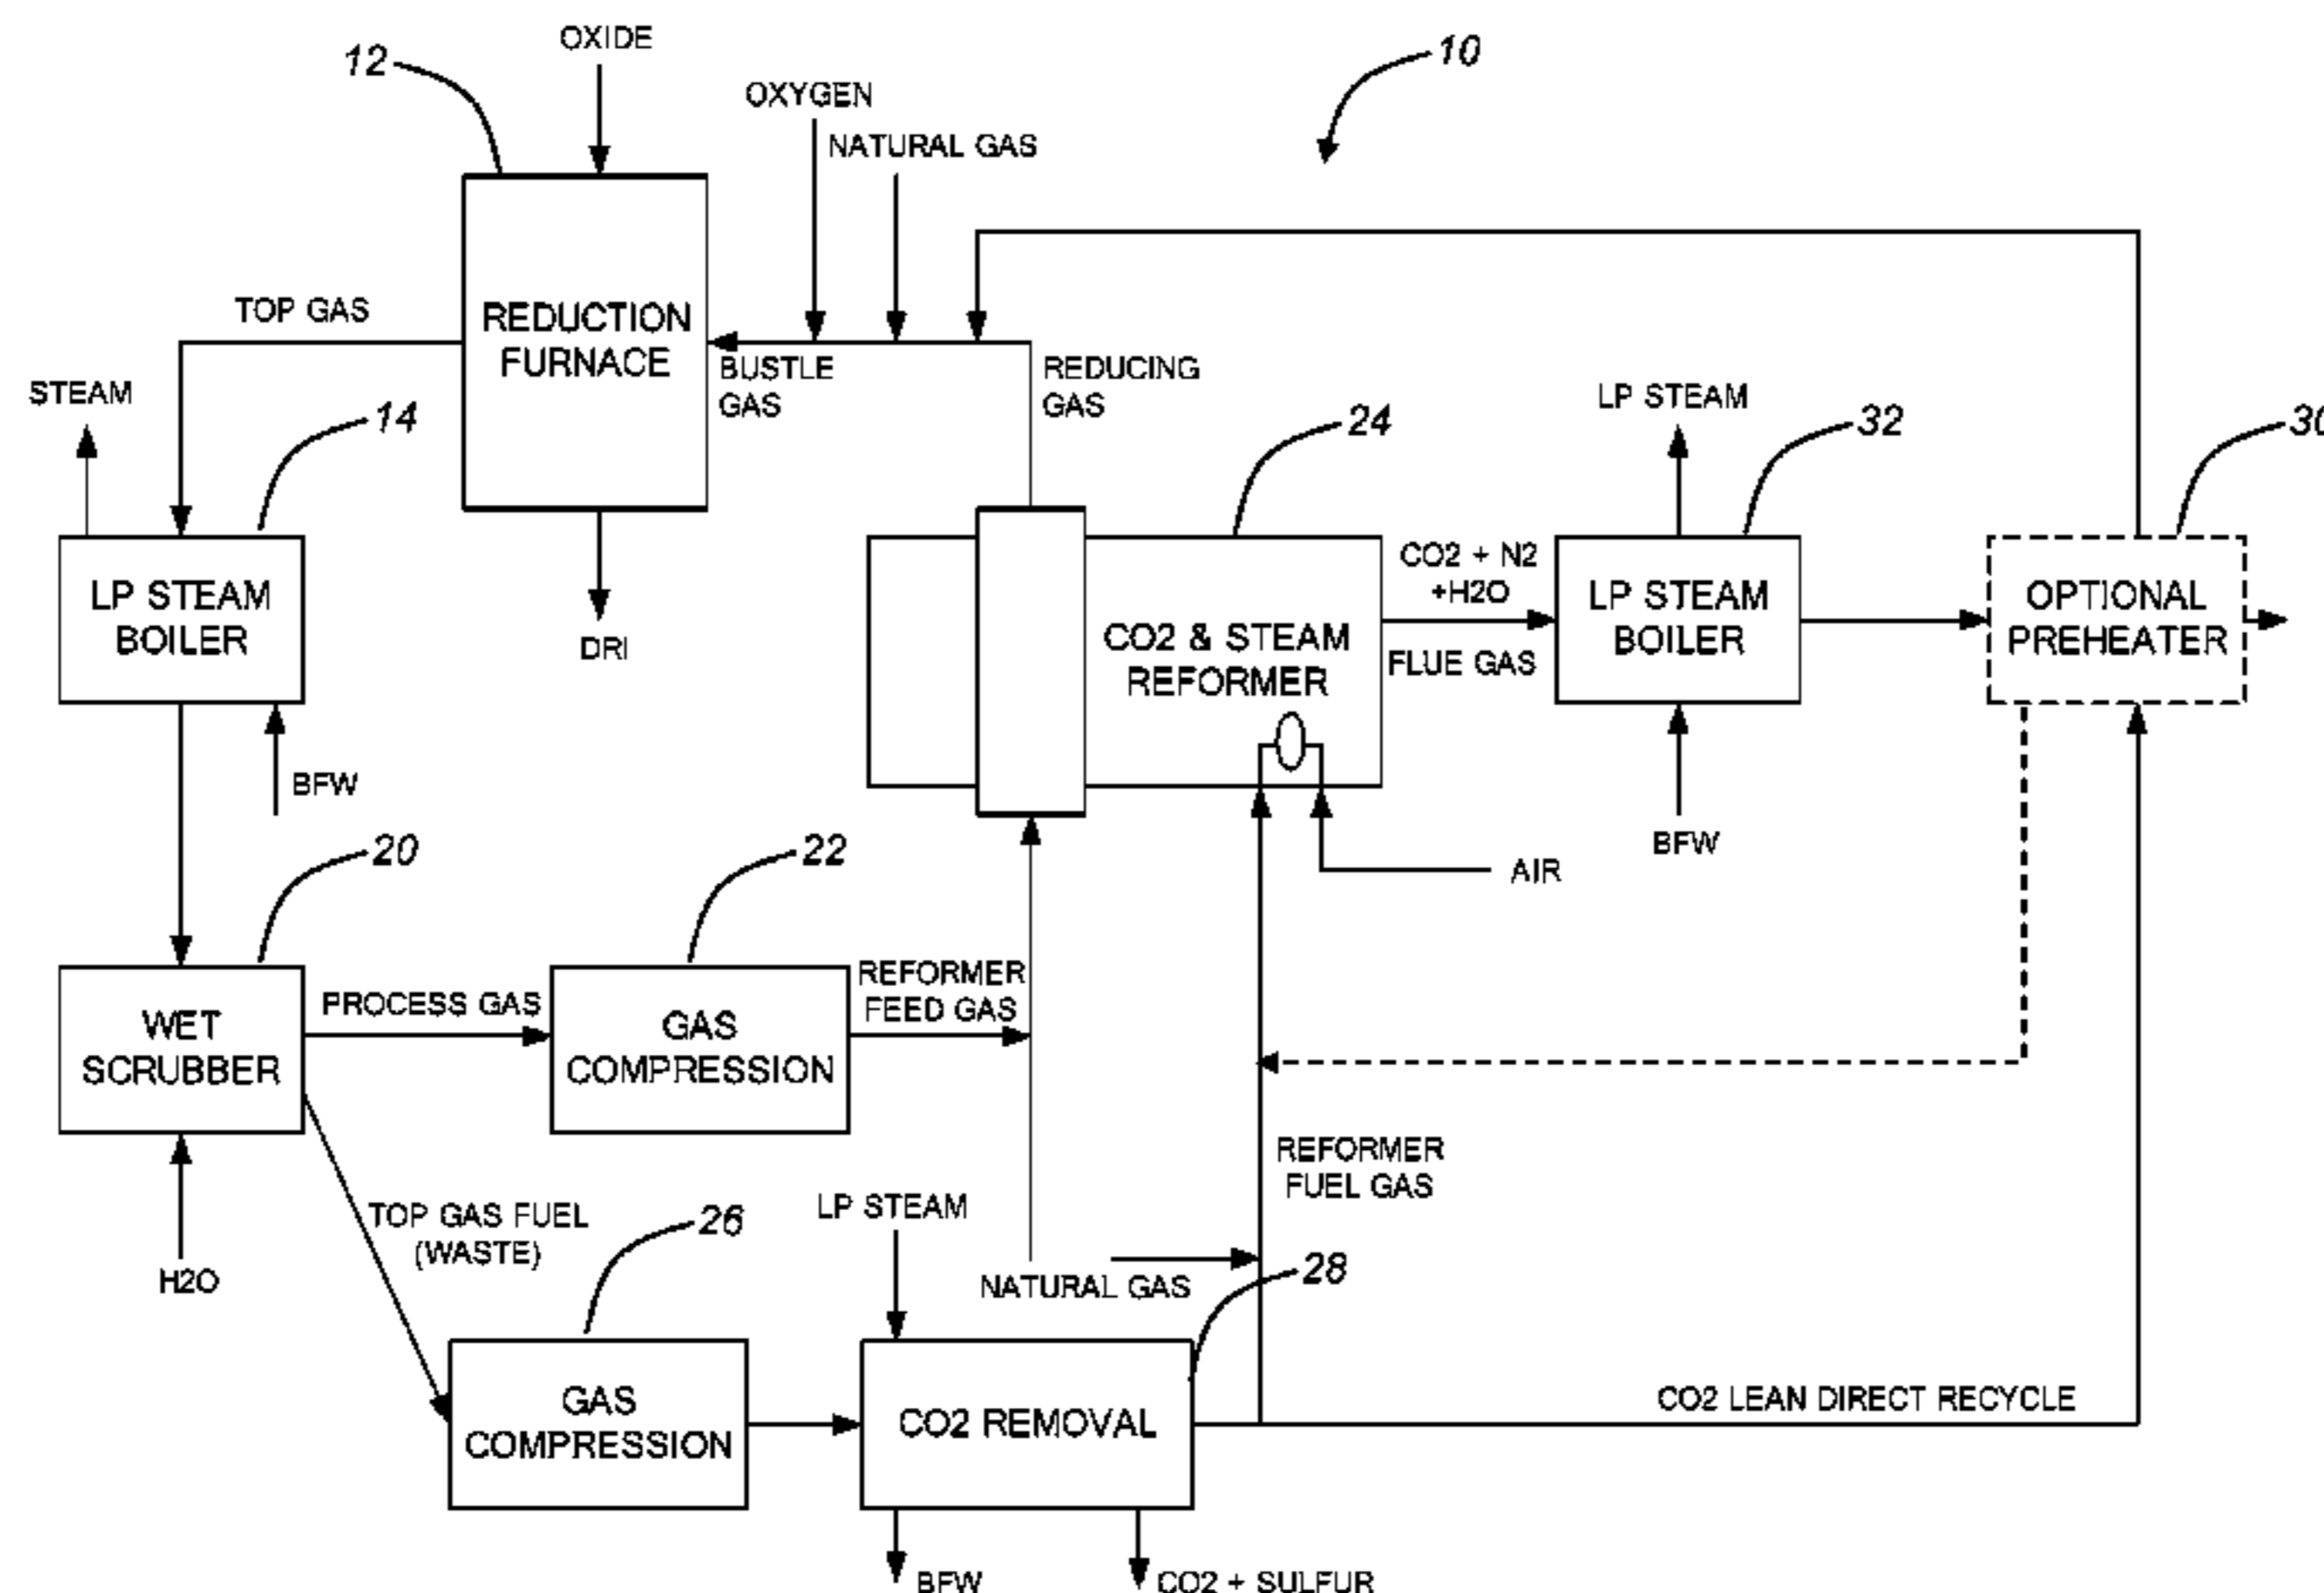 OXIDE
12
10
OXYGEN
NATURAL GAS
TOP GAS
REDUCTION
FURNACE
BUSTLE
GAS
REDUCING
GAS
STEAM
14
24
LP STEAM
32
30
LP STEAM
BOILER
DRI
CO2 & STEAM
REFORMER
CO2 + N2
+H2O
FLUE GAS
LP STEAM
BOILER
OPTIONAL
PREHEATER
BFW
BFW
AIR
20
22
WET
SCRUBBER
PROCESS GAS
GAS
COMPRESSION
REFORMER
FEED GAS
REFORMER
FUEL GAS
H2O
TOP GAS FUEL
(WASTE)
26
LP STEAM
NATURAL GAS
28
GAS
COMPRESSION
CO2 REMOVAL
CO2 LEAN DIRECT RECYCLE
BFW
CO2 + SULFUR